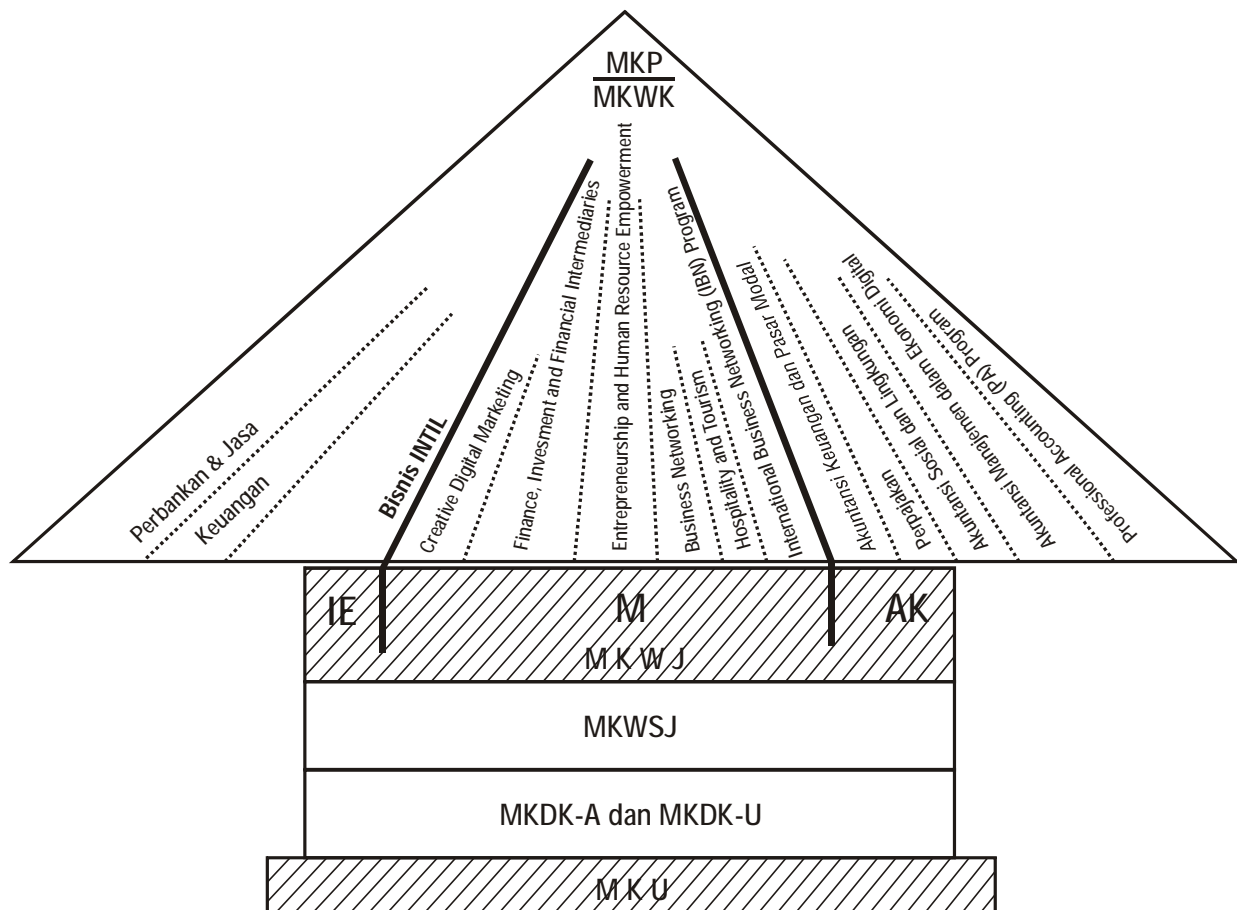 MKP
MKWK
Perbankan & Jasa
Keuangan
Bisnis INTIL
Creative Digital Marketing
Finance, Invesment and Financial Intermediaries
Entrepreneurship and Human Resource Empowerment
Business Networking
Hospitality and Tourism
International Business Networking (IBN) Program
Akuntansi Keuangan dan Pasar Modal
Perpajakan
Akuntansi Sosial dan Lingkungan
Akuntansi Manajemen dalam Ekonomi Digital
Professional Accounting (PA) Program
IE
M
AK
M K W J
MKWSJ
MKDK-A dan MKDK-U
M K U